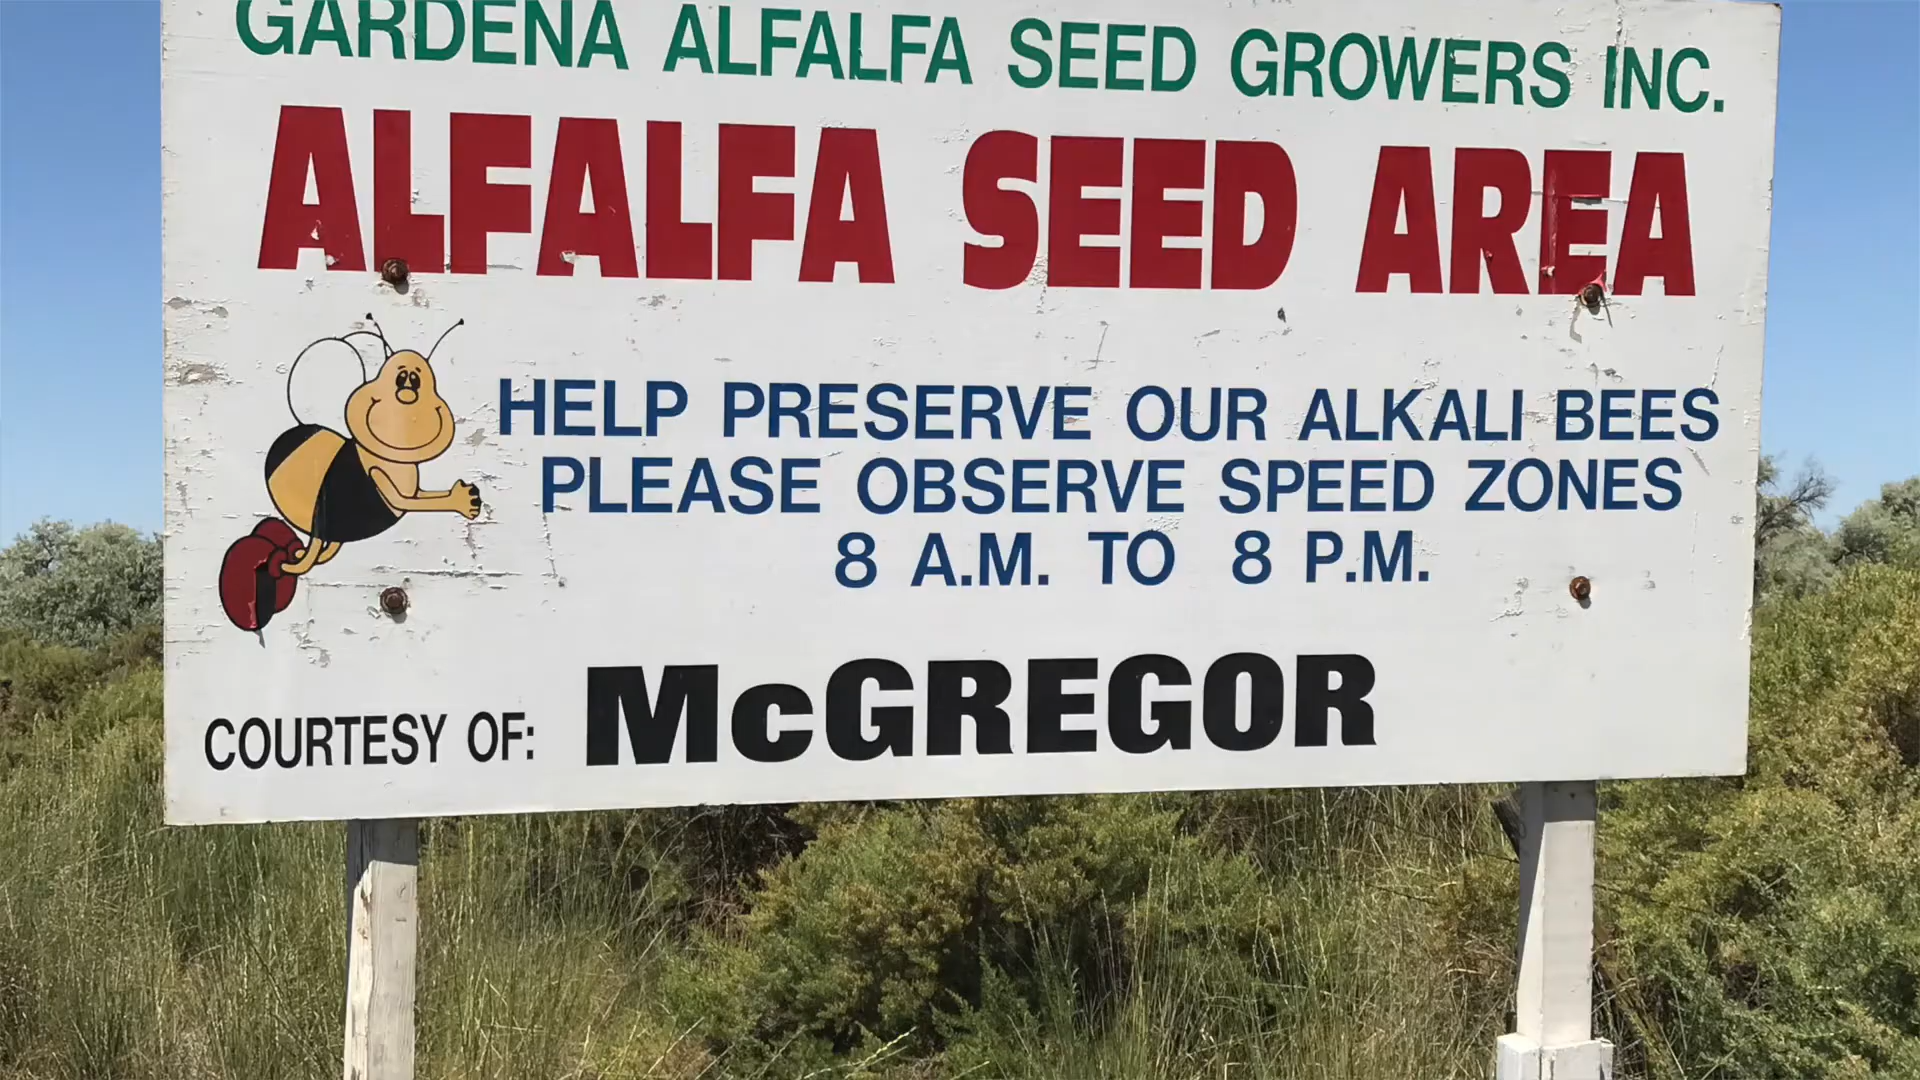 GARDENA ALFALFA SEED GROWERS INC.
ALFALFA SEED AREA
HELP PRESERVE OUR ALKALI BEES
PLEASE OBSERVE SPEED ZONES
8 A.M. TO 8 P.M.
COURTESY OF: McGREGOR